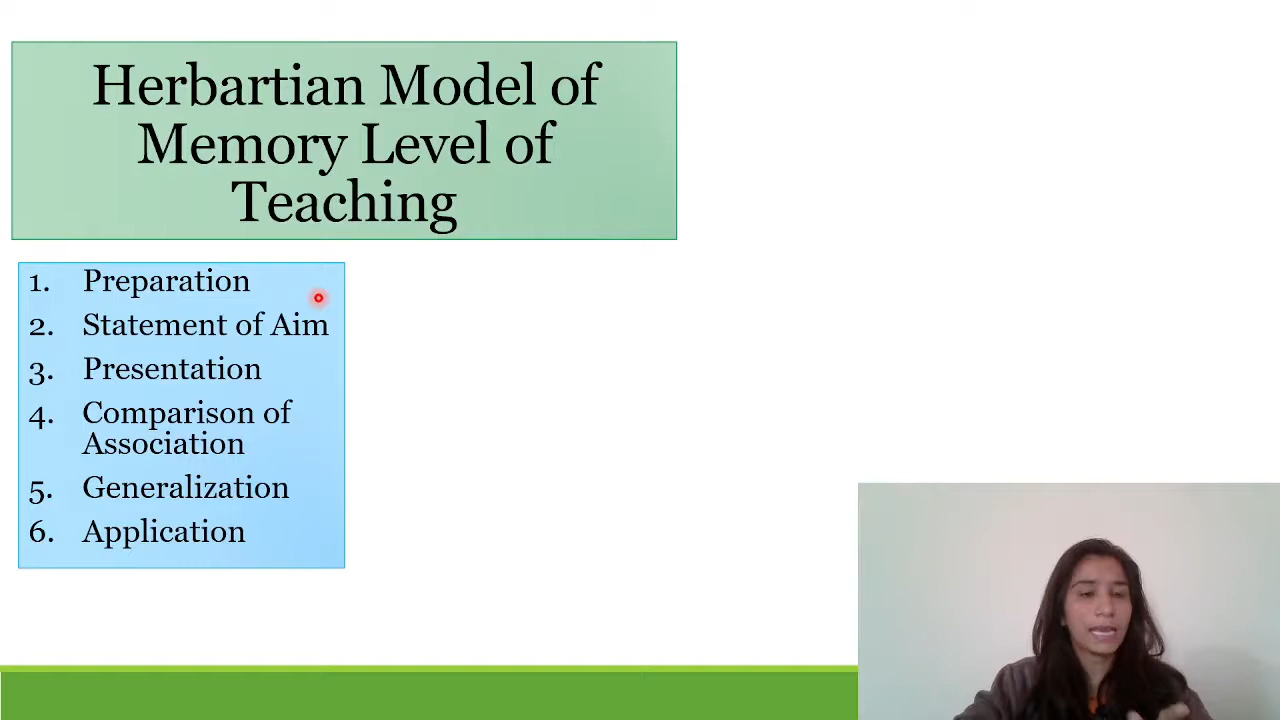 Herbartian Model of
Memory Level of
Teaching
1. Preparation
2. Statement of Aim
3. Presentation
4. Comparison of
Association
5. Generalization
6. Application